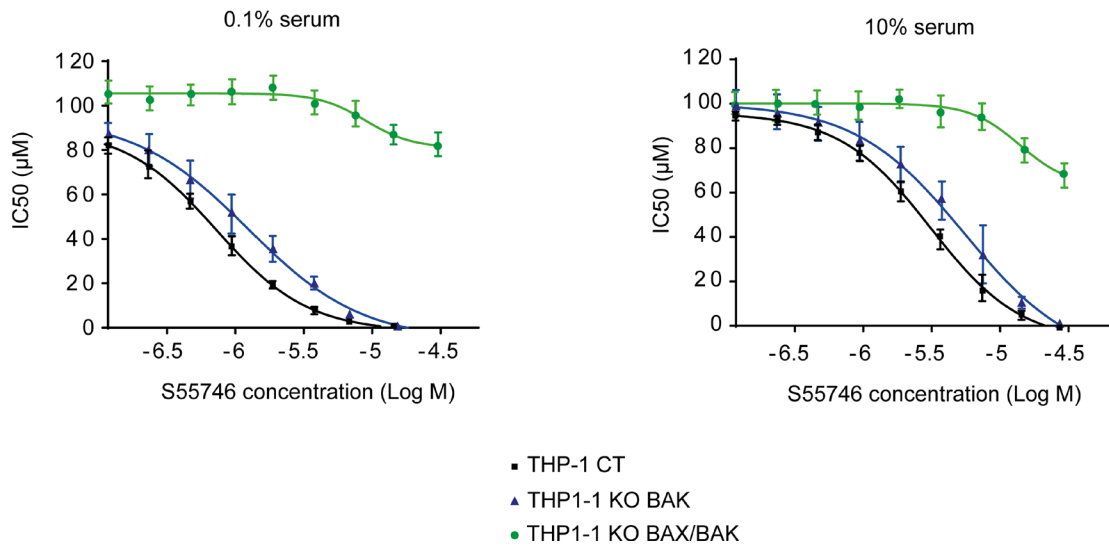 0.1% serum
120
100
80
60
40
20
0
IC50 (µM)
-6.5 -6 -5.5 -5 -4.5
S55746 concentration (Log M)
10% serum
120
100
80
60
40
20
0
IC50 (µM)
-6.5 -6 -5.5 -5 -4.5
S55746 concentration (Log M)
THP-1 CT
THP1-1 KO BAK
THP1-1 KO BAX/BAK